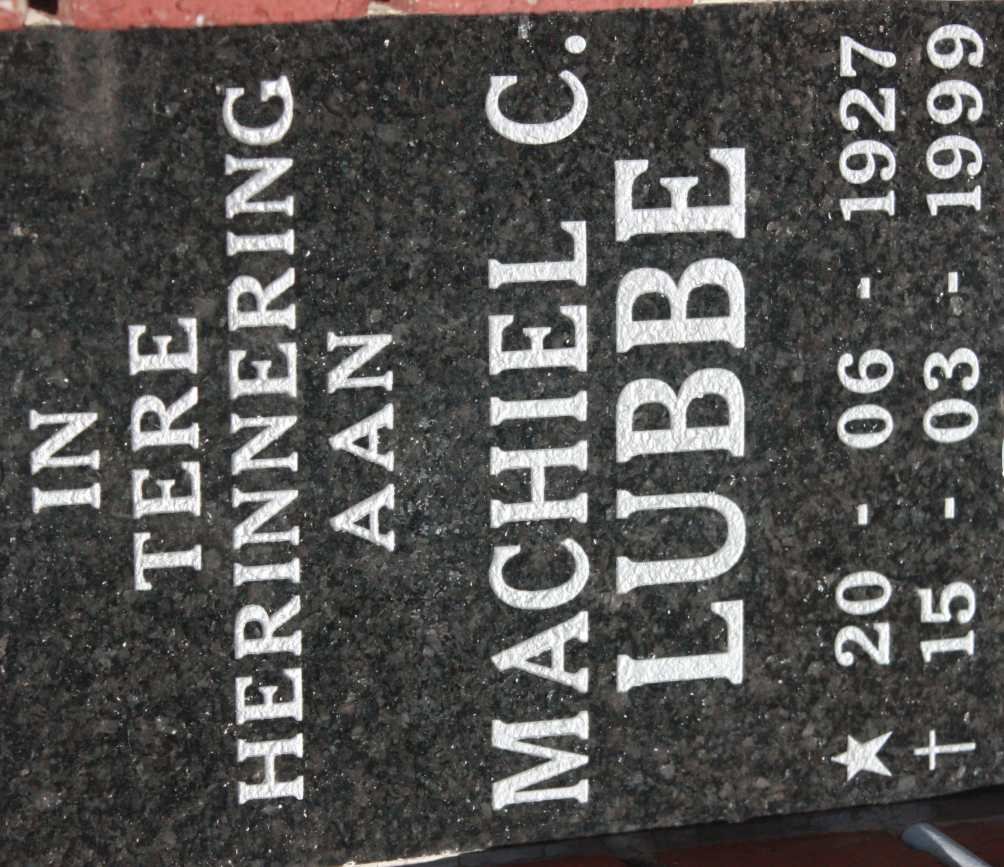 IN
TERE
HERINNERING
AAN
MACHIEL C.
LUBBE
★ 20 - 06 - 1927
† 15 - 03 - 1999